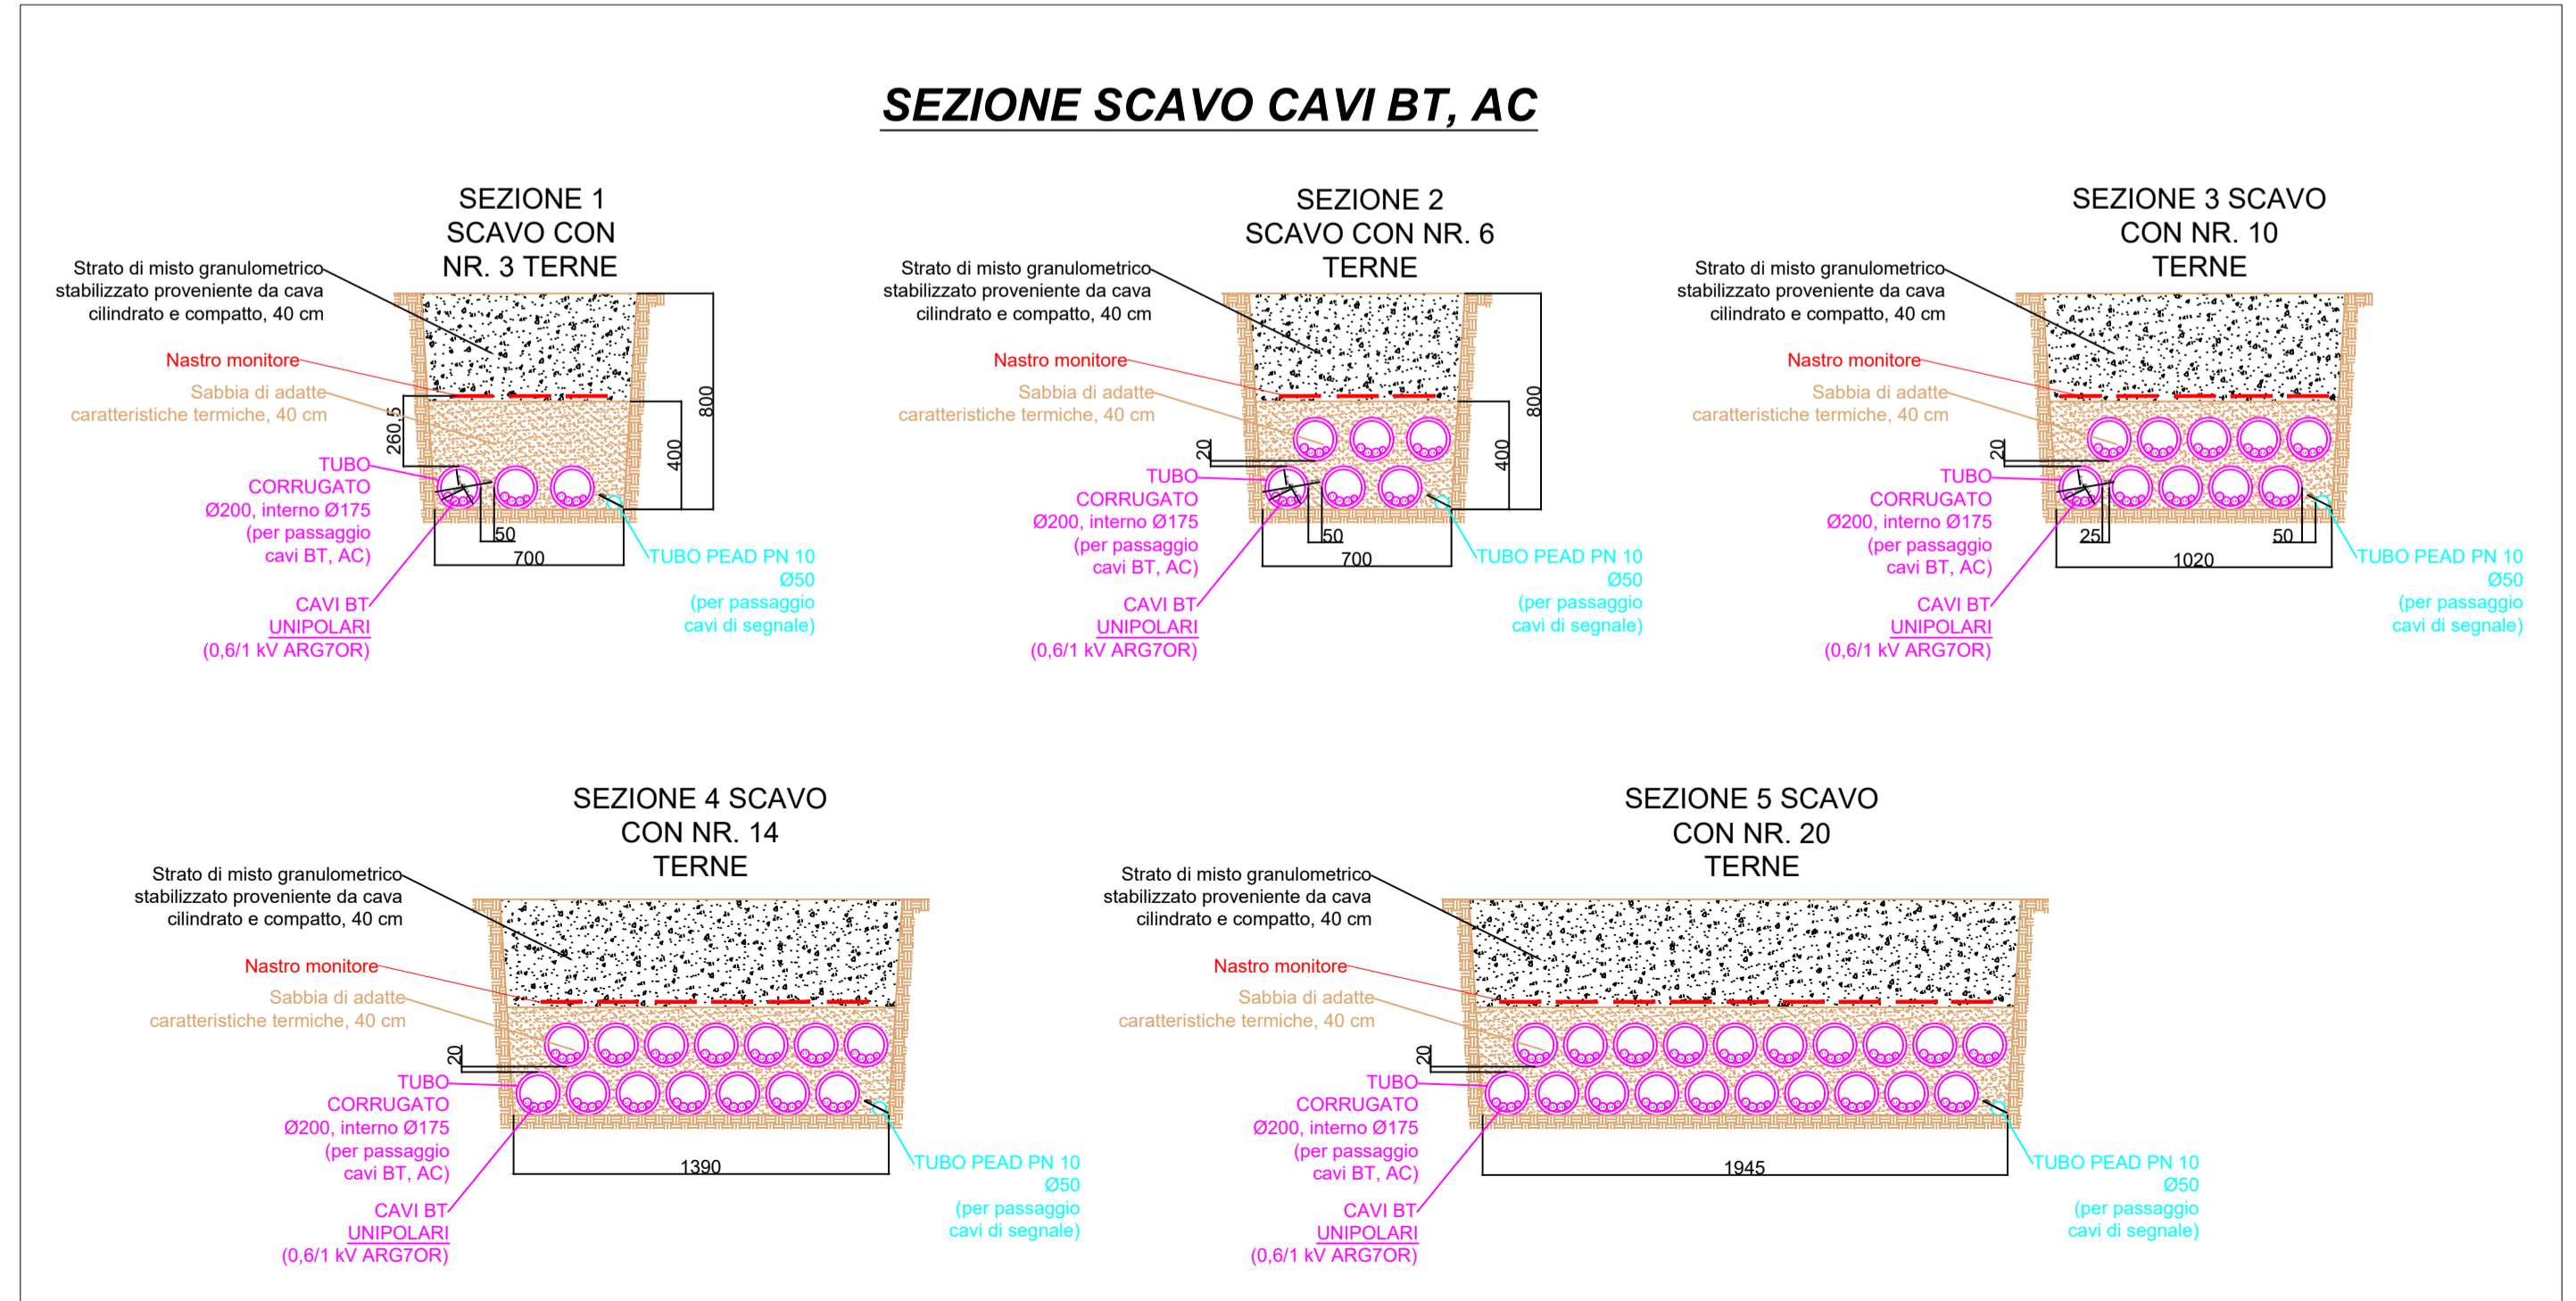 SEZIONE SCAVO CAVI BT, AC
SEZIONE 1
SCAVO CON
NR. 3 TERNE
Strato di misto granulometrico
stabilizzato proveniente da cava
cilindrato e compatto, 40 cm
Nastro monitore
Sabbia di adatte
caratteristiche termiche, 40 cm
TUBO
CORRUGATO
Ø200, interno Ø175
(per passaggio
cavi BT, AC)
CAVI BT
UNIPOLARI
(0,6/1 kV ARG7OR)
260,5
800
400
50
700
TUBO PEAD PN 10
Ø50
(per passaggio
cavi di segnale)
SEZIONE 2
SCAVO CON NR. 6
TERNE
Strato di misto granulometrico
stabilizzato proveniente da cava
cilindrato e compatto, 40 cm
Nastro monitore
Sabbia di adatte
caratteristiche termiche, 40 cm
TUBO
CORRUGATO
Ø200, interno Ø175
(per passaggio
cavi BT, AC)
CAVI BT
UNIPOLARI
(0,6/1 kV ARG7OR)
20
800
400
50
700
TUBO PEAD PN 10
Ø50
(per passaggio
cavi di segnale)
SEZIONE 3 SCAVO
CON NR. 10
TERNE
Strato di misto granulometrico
stabilizzato proveniente da cava
cilindrato e compatto, 40 cm
Nastro monitore
Sabbia di adatte
caratteristiche termiche, 40 cm
TUBO
CORRUGATO
Ø200, interno Ø175
(per passaggio
cavi BT, AC)
CAVI BT
UNIPOLARI
(0,6/1 kV ARG7OR)
20
25
50
1020
TUBO PEAD PN 10
Ø50
(per passaggio
cavi di segnale)
SEZIONE 4 SCAVO
CON NR. 14
TERNE
Strato di misto granulometrico
stabilizzato proveniente da cava
cilindrato e compatto, 40 cm
Nastro monitore
Sabbia di adatte
caratteristiche termiche, 40 cm
TUBO
CORRUGATO
Ø200, interno Ø175
(per passaggio
cavi BT, AC)
CAVI BT
UNIPOLARI
(0,6/1 kV ARG7OR)
20
1390
TUBO PEAD PN 10
Ø50
(per passaggio
cavi di segnale)
SEZIONE 5 SCAVO
CON NR. 20
TERNE
Strato di misto granulometrico
stabilizzato proveniente da cava
cilindrato e compatto, 40 cm
Nastro monitore
Sabbia di adatte
caratteristiche termiche, 40 cm
TUBO
CORRUGATO
Ø200, interno Ø175
(per passaggio
cavi BT, AC)
CAVI BT
UNIPOLARI
(0,6/1 kV ARG7OR)
20
1945
TUBO PEAD PN 10
Ø50
(per passaggio
cavi di segnale)